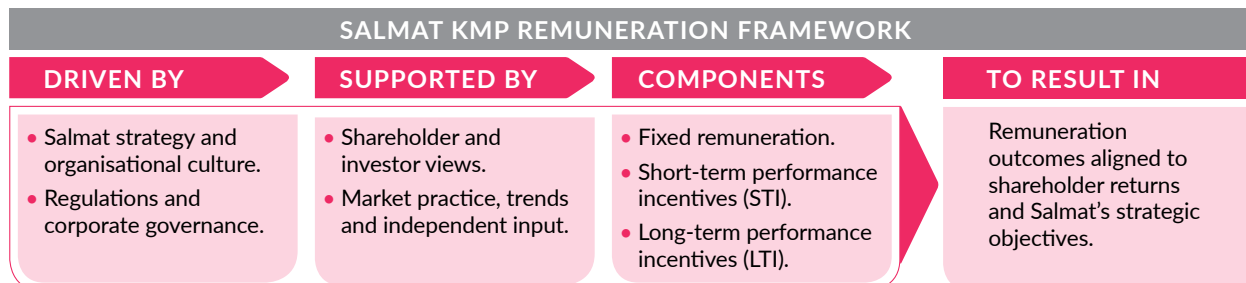 SALMAT KMP REMUNERATION FRAMEWORK
DRIVEN BY
• Salmat strategy and
organisational culture.
• Regulations and
corporate governance.
SUPPORTED BY
• Shareholder and
investor views.
• Market practice, trends
and independent input.
COMPONENTS
• Fixed remuneration.
• Short-term performance
incentives (STI).
• Long-term performance
incentives (LTI).
TO RESULT IN
Remuneration
outcomes aligned to
shareholder returns
and Salmat’s strategic
objectives.